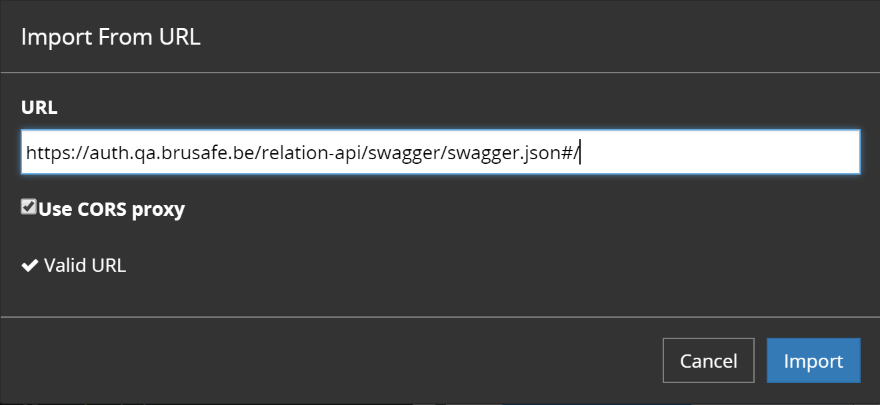 Import From URL
URL
https://auth.qa.brusafe.be/relation-api/swagger/swagger.json#/
Use CORS proxy
Valid URL
Cancel Import